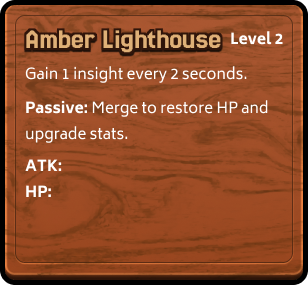 Amber Lighthouse Level 2
Gain 1 insight every 2 seconds.
Passive: Merge to restore HP and
upgrade stats.
ATK:
HP: